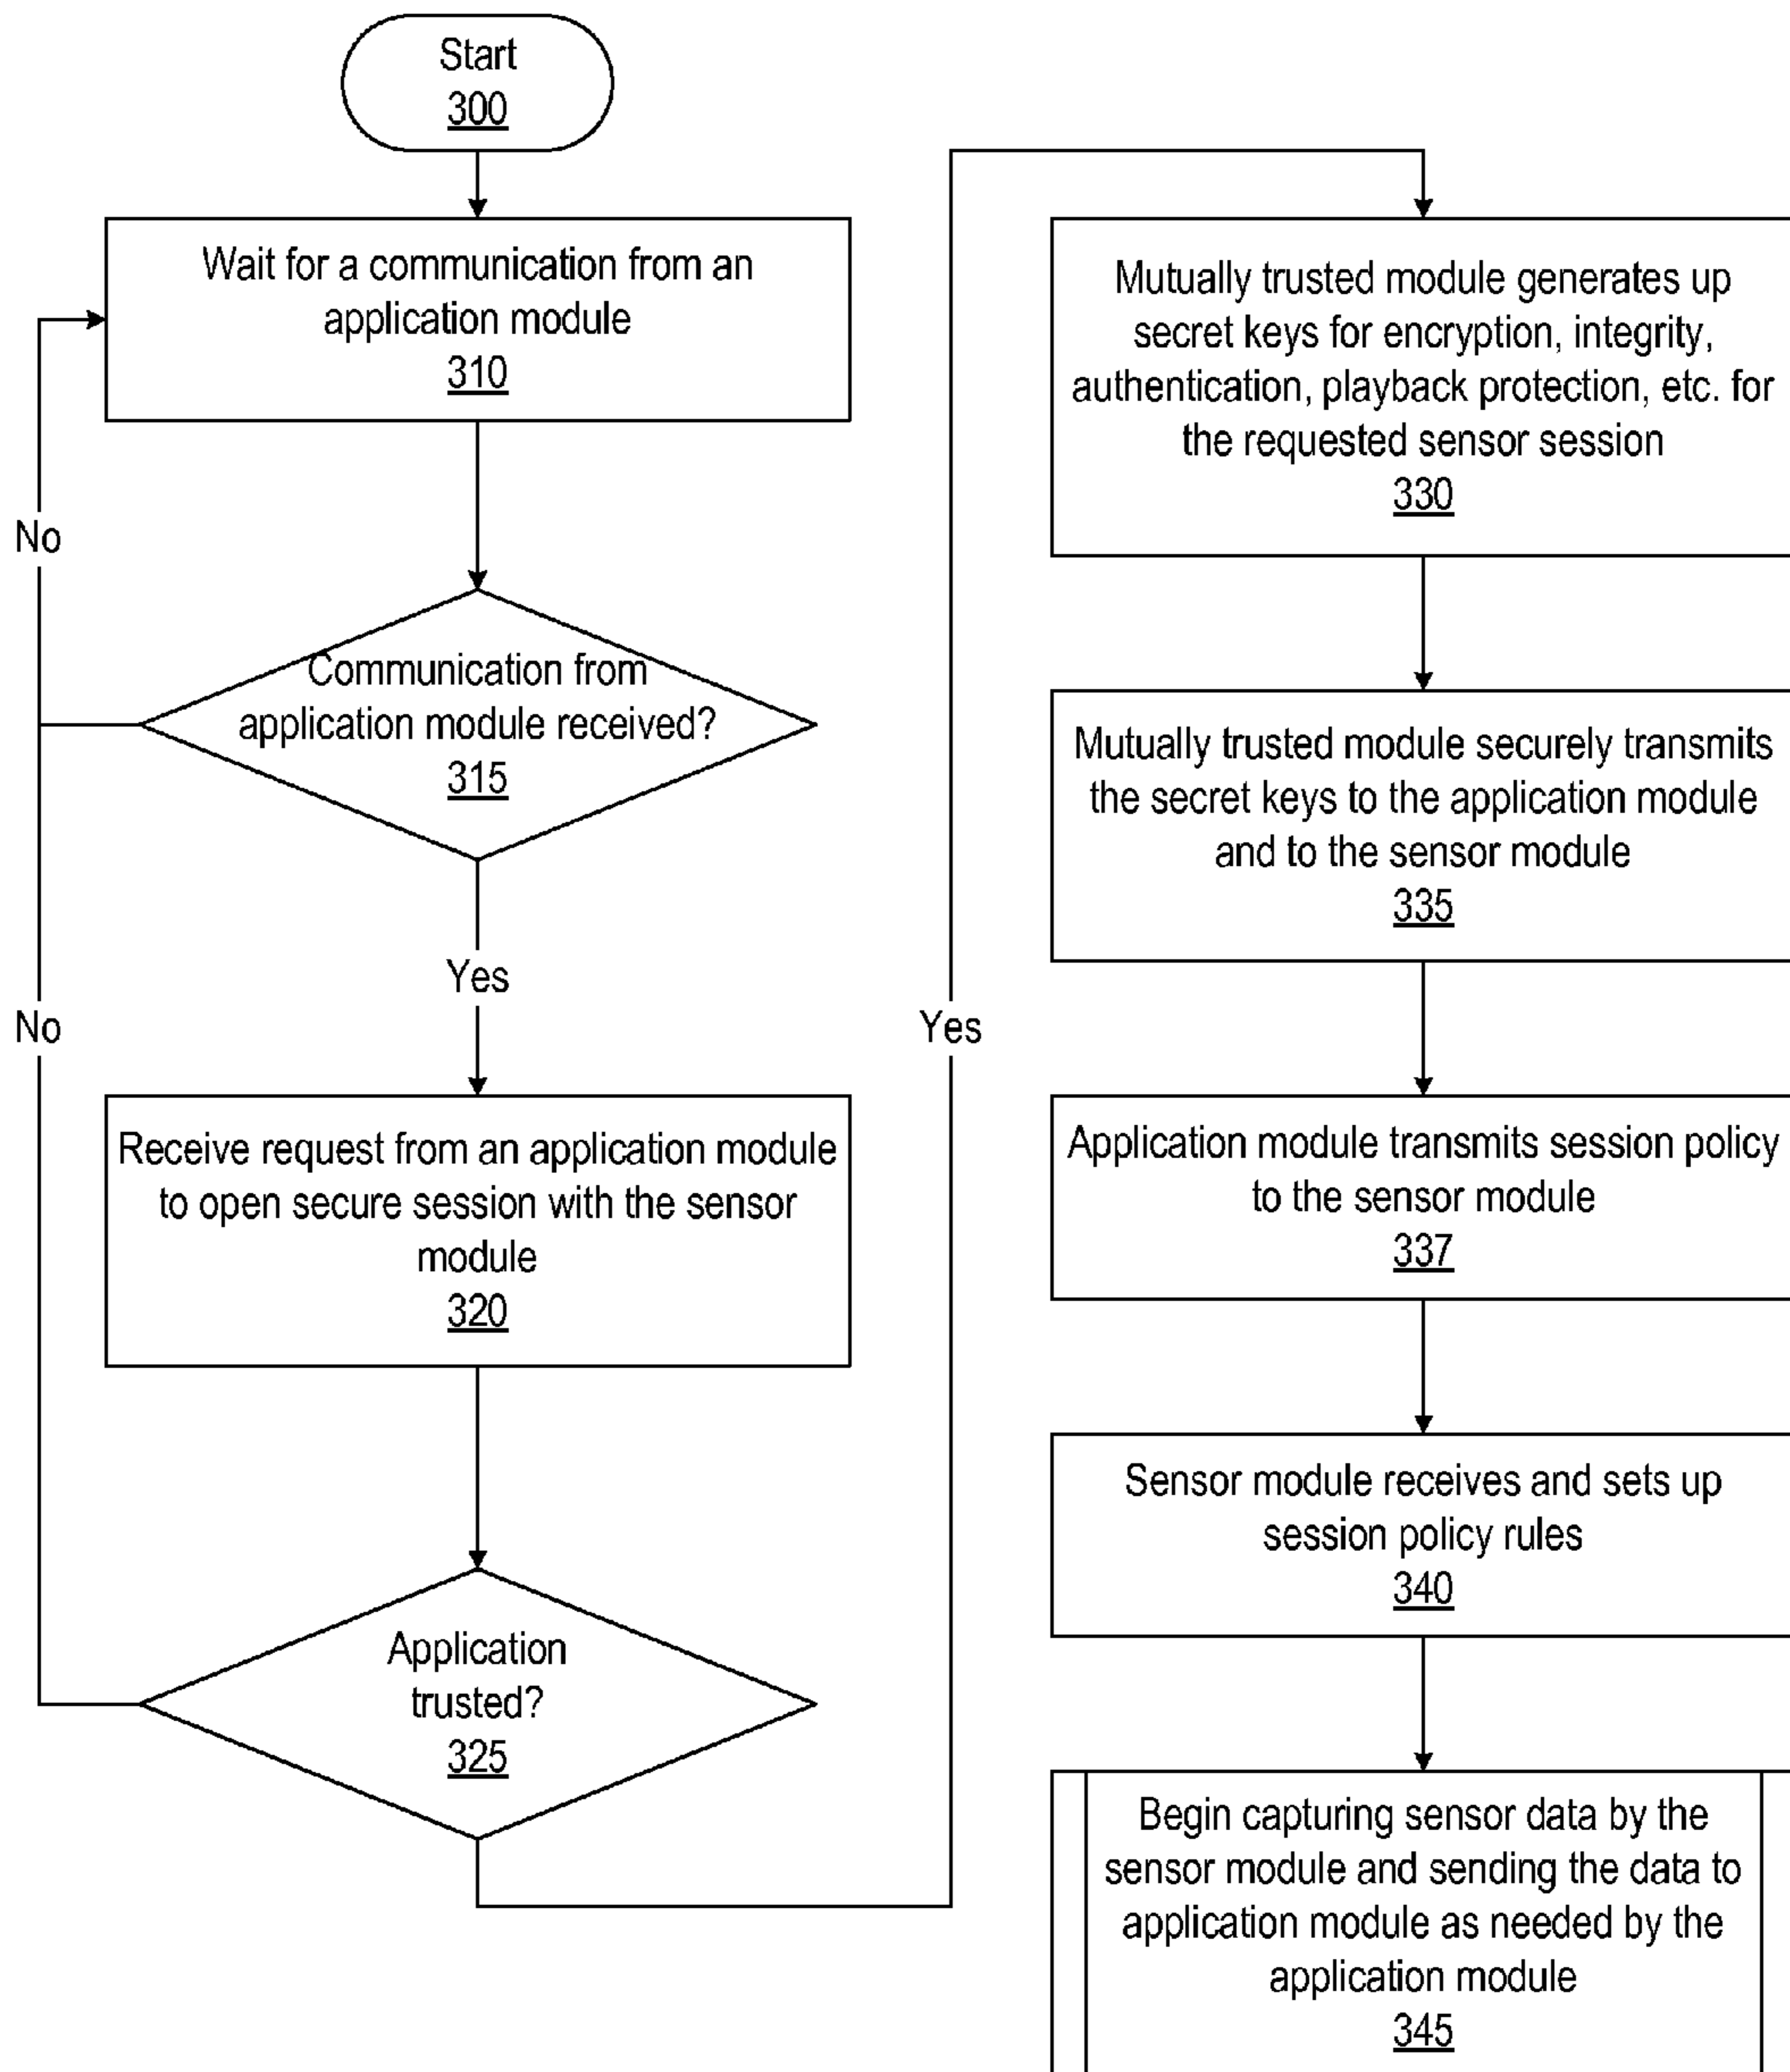 Start
300
Wait for a communication from an
application module
310
No
Communication from
application module received?
315
Yes
No
Receive request from an application module
to open secure session with the sensor
module
320
Application
trusted?
325
Yes
Mutually trusted module generates up
secret keys for encryption, integrity,
authentication, playback protection, etc. for
the requested sensor session
330
Mutually trusted module securely transmits
the secret keys to the application module
and to the sensor module
335
Application module transmits session policy
to the sensor module
337
Sensor module receives and sets up
session policy rules
340
Begin capturing sensor data by the
sensor module and sending the data to
application module as needed by the
application module
345